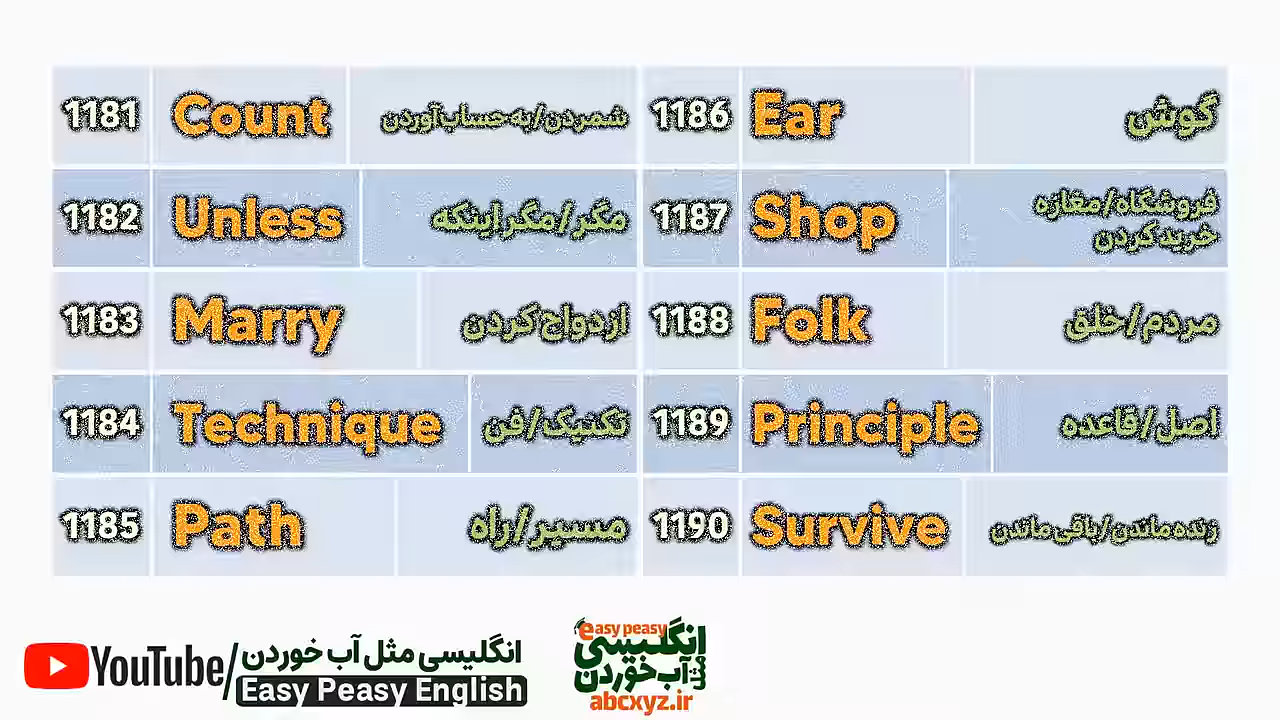 1181 Count شمردن/به حساب آوردن 1186 Ear گوش
1182 Unless مگر/مگر اینکه 1187 Shop فروشگاه/مغازه
خرید کردن
1183 Marry ازدواج کردن 1188 Folk مردم/خلق
1184 Technique تکنیک/فن 1189 Principle اصل/قاعده
1185 Path مسیر/راه 1190 Survive زنده ماندن/باقی ماندن
YouTube/انگلیسی مثل آب خوردن
Easy Peasy English
easy peasy
انگلیسی
مثل آب خوردن
abcxyz.ir